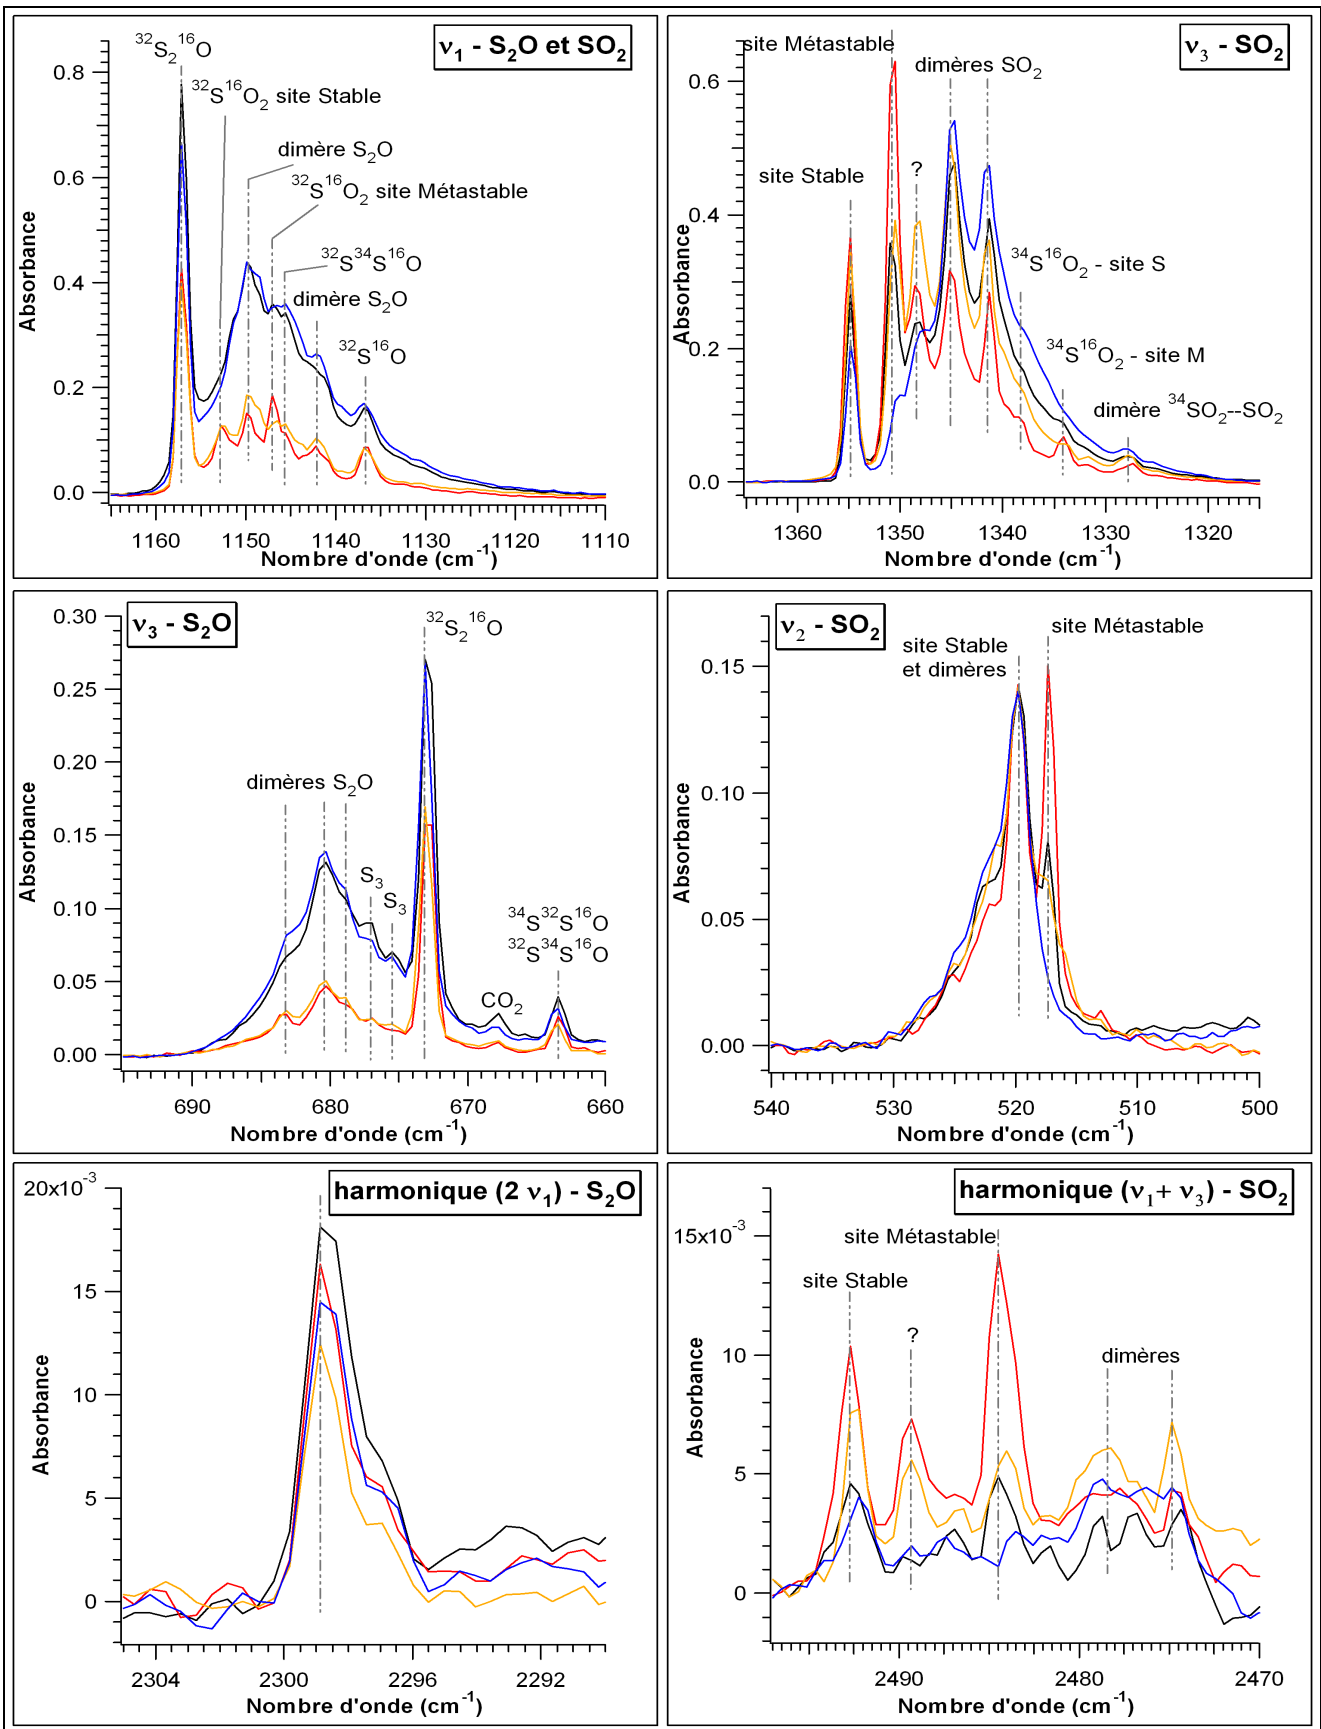 ν1 - S2O et SO2
32S216O
32S16O2 site Stable
dimère S2O
32S16O2 site Métastable
32S34S16O
dimère S2O
32S16O
0.8
0.6
0.4
0.2
0.0
Absorbance
1160
1150
1140
1130
1120
1110
Nombre d'onde (cm-1)
ν3 - SO2
site Métastable
dimères SO2
site Stable
?
34S16O2 - site S
34S16O2 - site M
dimère 34SO2--SO2
0.6
0.4
0.2
0.0
Absorbance
1360
1350
1340
1330
1320
Nombre d'onde (cm-1)
ν3 - S2O
32S216O
dimères S2O
S3
S3
34S32S16O
32S34S16O
CO2
0.30
0.25
0.20
0.15
0.10
0.05
0.00
Absorbance
690
680
670
660
Nombre d'onde (cm-1)
ν2 - SO2
site Métastable
site Stable
et dimères
0.15
0.10
0.05
0.00
Absorbance
540
530
520
510
500
Nombre d'onde (cm-1)
harmonique (2 ν1) - S2O
20x10-3
15
10
5
0
Absorbance
2304
2300
2296
2292
Nombre d'onde (cm-1)
harmonique (ν1+ ν3) - SO2
site Métastable
site Stable
?
dimères
15x10-3
10
5
0
Absorbance
2490
2480
2470
Nombre d'onde (cm-1)